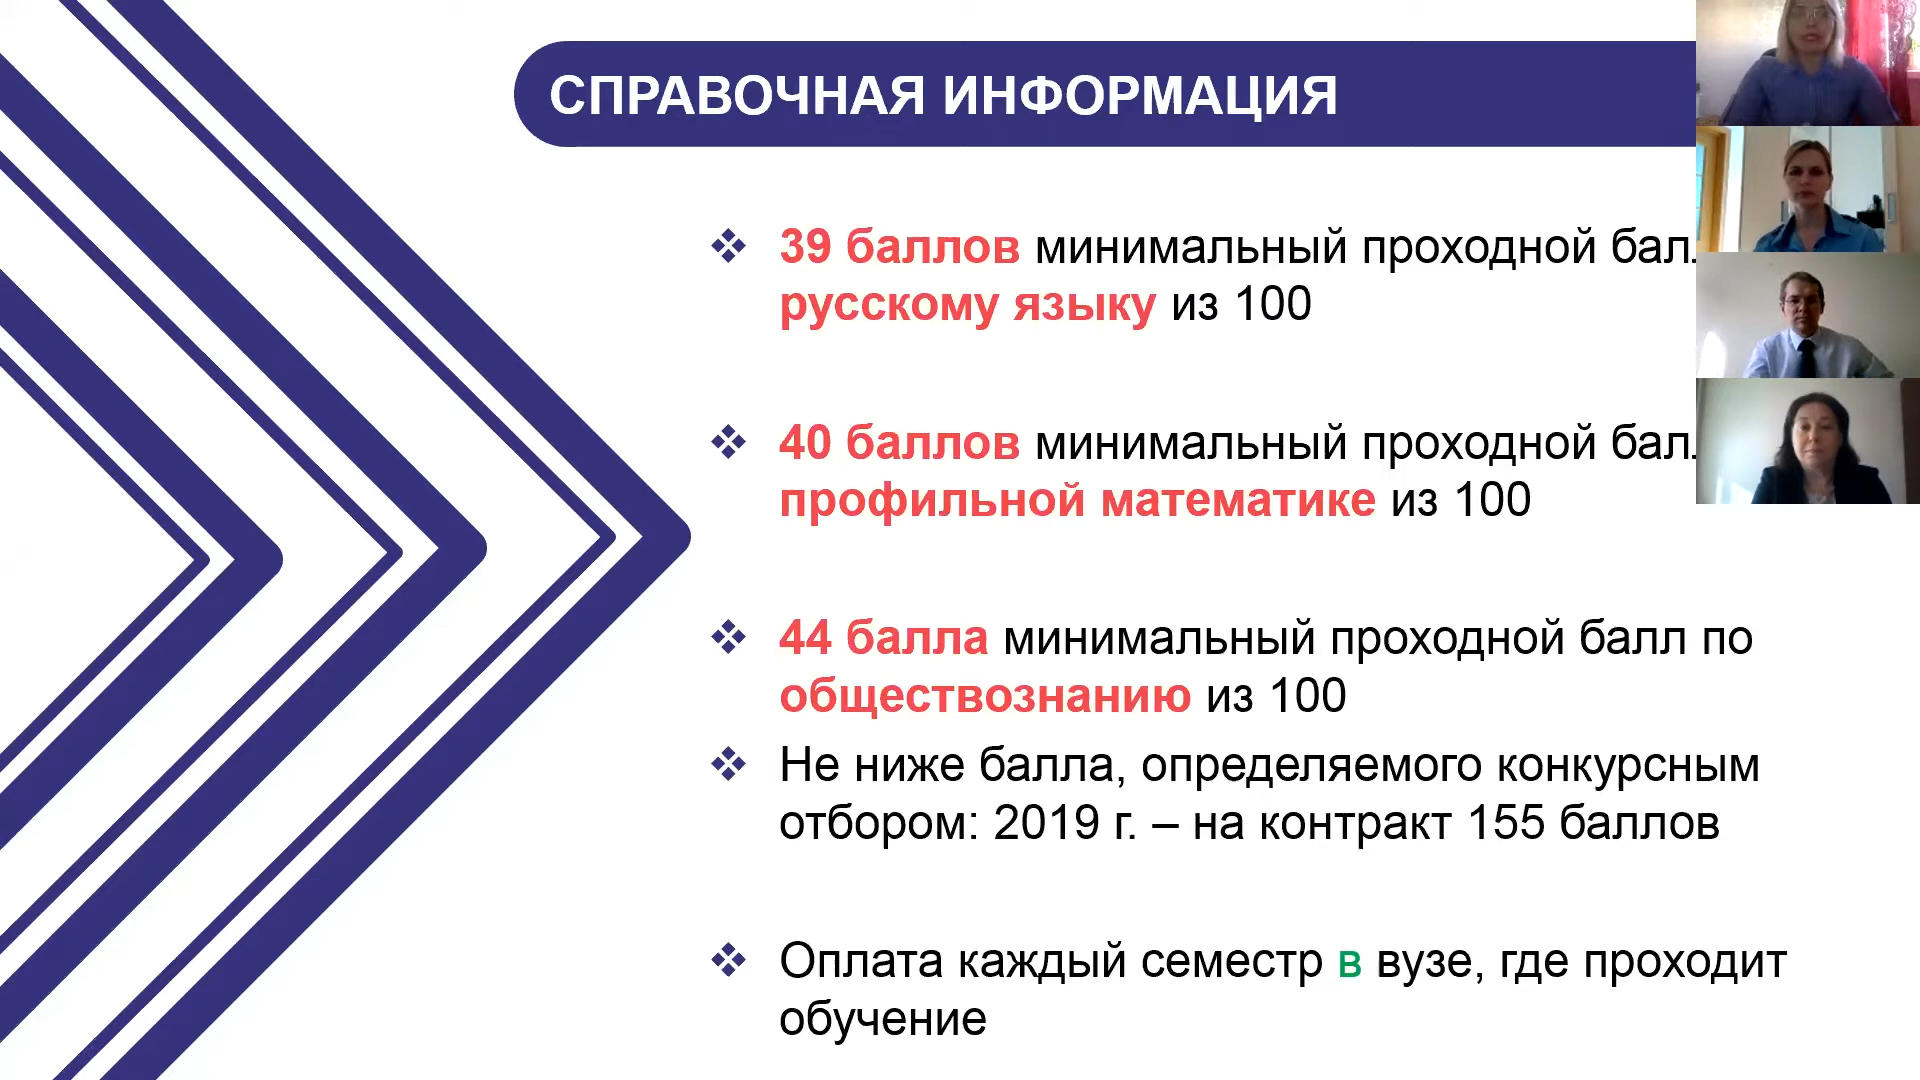 СПРАВОЧНАЯ ИНФОРМАЦИЯ
39 баллов минимальный проходной
русскому языку из 100
40 баллов минимальный проходной
профильной математике из 100
44 балла минимальный проходной балл по
обществознанию из 100
Не ниже балла, определяемого конкурсным
отбором: 2019 г. – на контракт 155 баллов
Оплата каждый семестр в вузе, где проходит
обучение